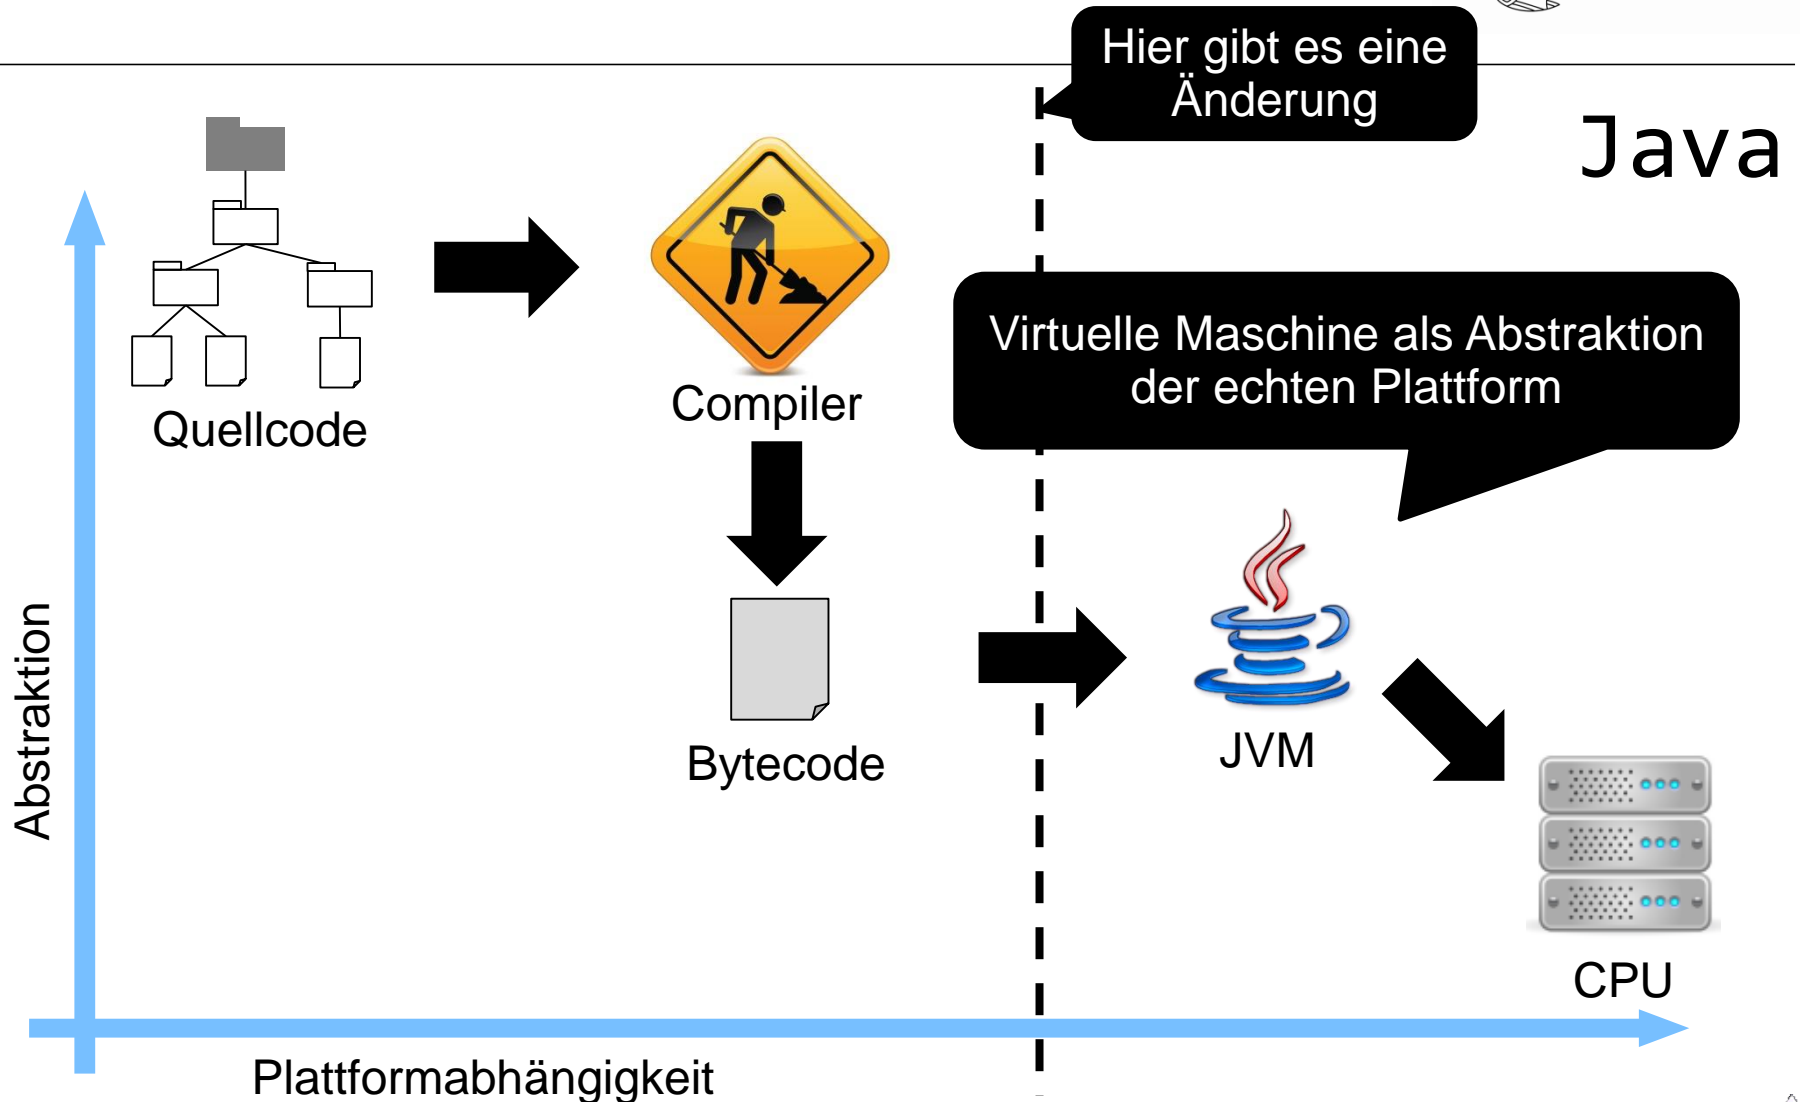 Hier gibt es eine
Änderung
Java
Virtuelle Maschine als Abstraktion
der echten Plattform
Quellcode
Compiler
Abstraktion
Bytecode
JVM
CPU
Plattformabhängigkeit